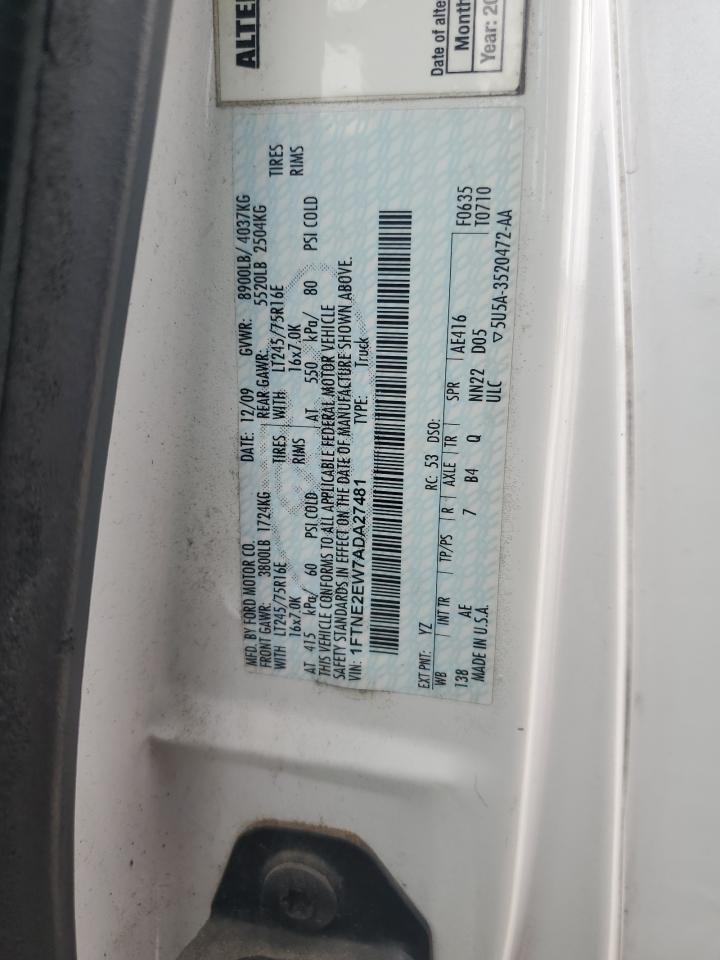 ALTE
Date of alte
Month
Year: 20
MFD. BY FORD MOTOR CO. DATE: 12/09 GVWR: 8900LB/ 4037KG
FRONT GAWR: 3800LB 1724KG REAR GAWR: 5520LB 2504KG
WITH LT245/75R16E TIRES WITH LT245/75R16E TIRES
16x7.0K RIMS 16x7.0K RIMS
AT 415 kPa/ 60 PSI COLD AT 550 kPa/ 80 PSI COLD
THIS VEHICLE CONFORMS TO ALL APPLICABLE FEDERAL MOTOR VEHICLE
SAFETY STANDARDS IN EFFECT ON THE DATE OF MANUFACTURE SHOWN ABOVE.
VIN: 1FTNE2EW7ADA27481 TYPE: Truck
EXT PNT: YZ RC: 53 DSO: F0635
WB INT TR TP/PS R AXLE TR SPR AE416 T0710
138 AE 7 B4 Q NN22 D05
MADE IN U.S.A. ULC ▽5U5A-3520472-AA